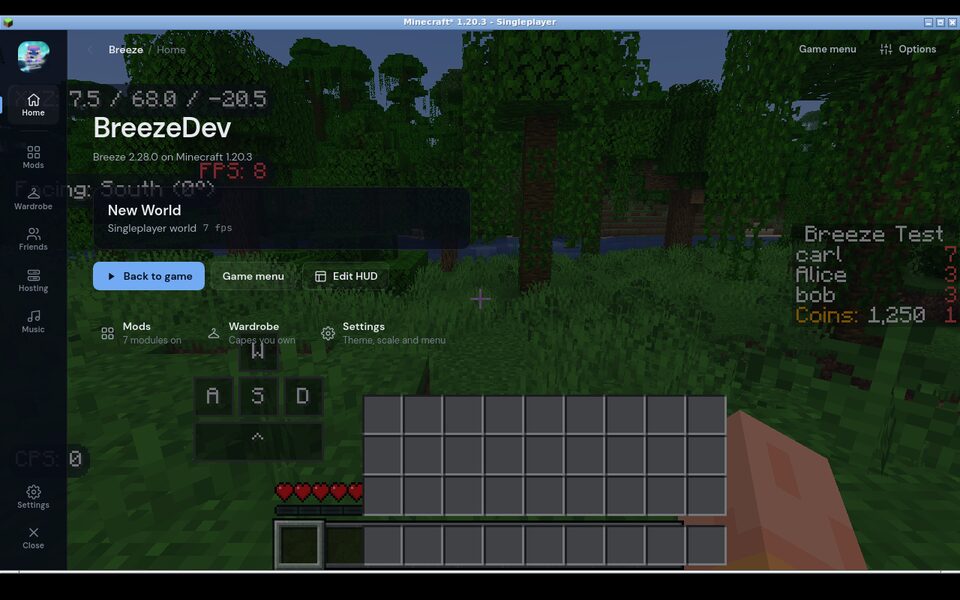 Minecraft* 1.20.3 - Singleplayer
Breeze / Home
Game menu
Options
7.5 / 68.0 / -20.5
Home
BreezeDev
Breeze 2.28.0 on Minecraft 1.20.3
FPS: 8
Mods
Facing: South (0°)
Wardrobe
New World
Singleplayer world 7 fps
Friends
Breeze Test
carl 7
Alice 3
bob 3
Coins: 1,250 1
Hosting
Back to game
Game menu
Edit HUD
Music
Mods
7 modules on
Wardrobe
Capes you own
Settings
Theme, scale and menu
W
A
S
D
^
CPS: 0
Settings
Close